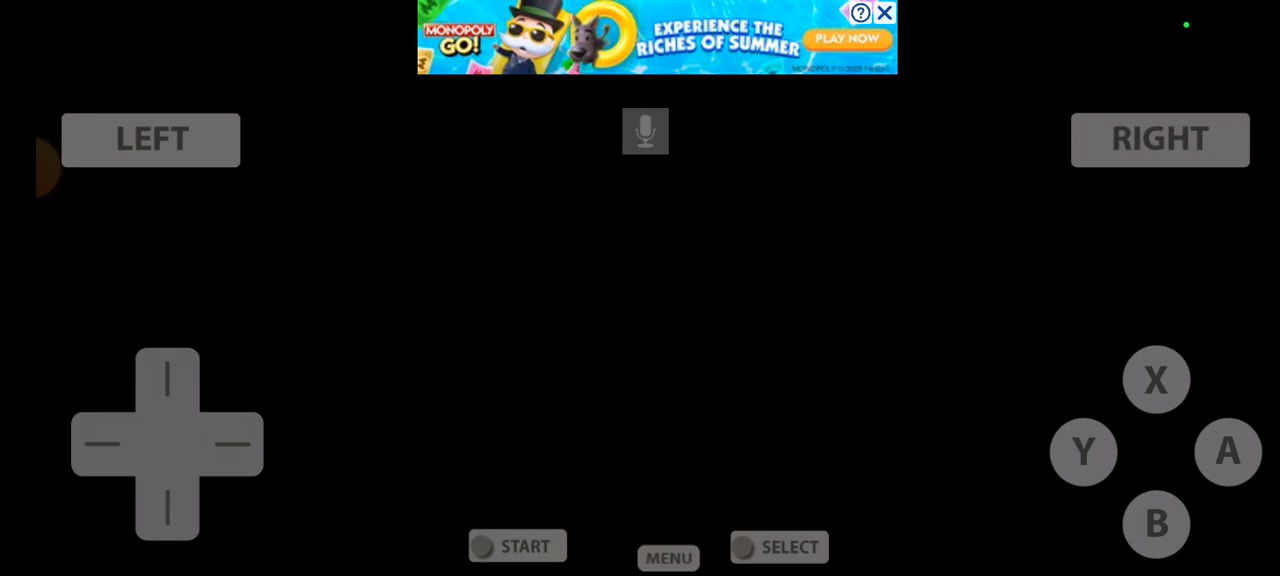 MONOPOLY
GO!
EXPERIENCE THE
RICHES OF SUMMER
PLAY NOW
LEFT
RIGHT
X
Y
A
B
START
MENU
SELECT